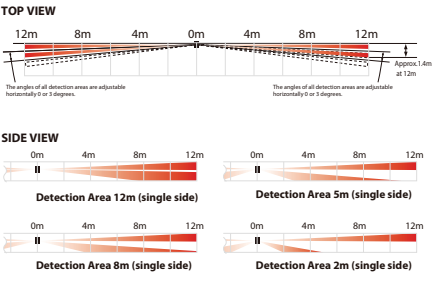 TOP VIEW
12m 8m 4m 0m 4m 8m 12m
Approx.1.4m
at 12m
The angles of all detection areas are adjustable
horizontally 0 or 3 degrees.
The angles of all detection areas are adjustable
horizontally 0 or 3 degrees.
SIDE VIEW
0m 4m 8m 12m
Detection Area 12m (single side)
0m 4m 8m 12m
Detection Area 5m (single side)
0m 4m 8m 12m
Detection Area 8m (single side)
0m 4m 8m 12m
Detection Area 2m (single side)